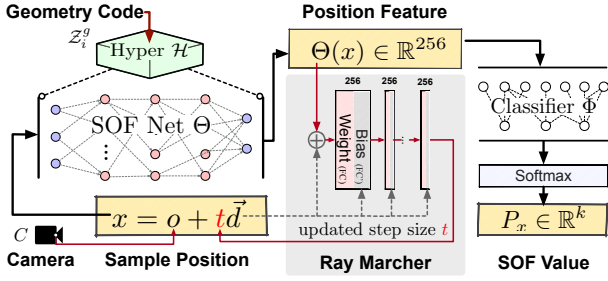 Geometry Code
Position Feature
Z_i^g
Hyper H
Θ(x) ∈ ℝ^256
256 256 256
SOF Net Θ
⋮
Classifier Φ
Weight (FC)
Bias (FC)
...
Softmax
x = o + td⃗
updated step size t
P_x ∈ ℝ^k
C
Camera
Sample Position
Ray Marcher
SOF Value